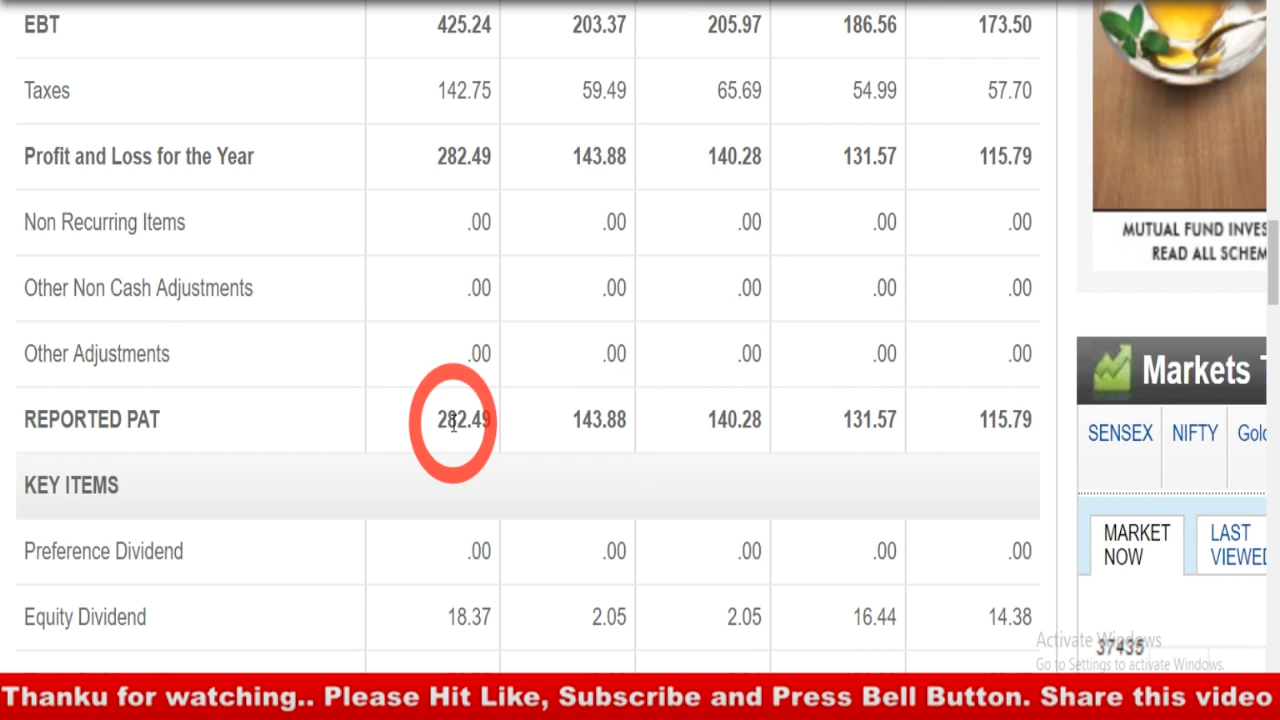 EBT 425.24 203.37 205.97 186.56 173.50
Taxes 142.75 59.49 65.69 54.99 57.70
Profit and Loss for the Year 282.49 143.88 140.28 131.57 115.79
Non Recurring Items .00 .00 .00 .00 .00
Other Non Cash Adjustments .00 .00 .00 .00 .00
Other Adjustments .00 .00 .00 .00 .00
REPORTED PAT 282.49 143.88 140.28 131.57 115.79
KEY ITEMS
Preference Dividend .00 .00 .00 .00 .00
Equity Dividend 18.37 2.05 2.05 16.44 14.38
MUTUAL FUND INVES
READ ALL SCHEM
Markets
SENSEX NIFTY Gol
MARKET
NOW
LAST
VIEWED
37435
Activate Windows
Go to Settings to activate Windows.
Thanku for watching.. Please Hit Like, Subscribe and Press Bell Button. Share this video